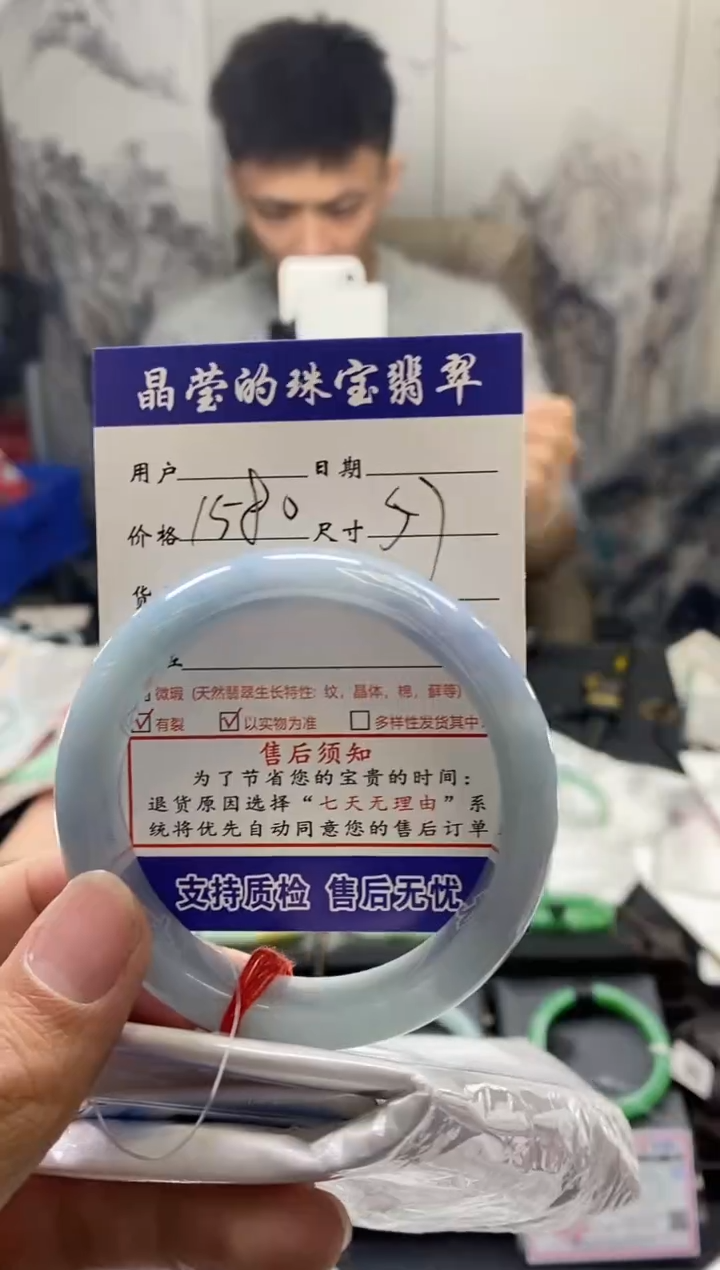 晶莹的珠宝翡翠
用户 日期
价格 1580 尺寸 57
货
微瑕（天然翡翠生长特性：纹，晶体，棉，藓等）
有裂 以实物为准 多样性发货其中
售后须知
为了节省您的宝贵的时间：
退货原因选择“七天无理由”系
统将优先自动同意您的售后订单
支持质检 售后无忧